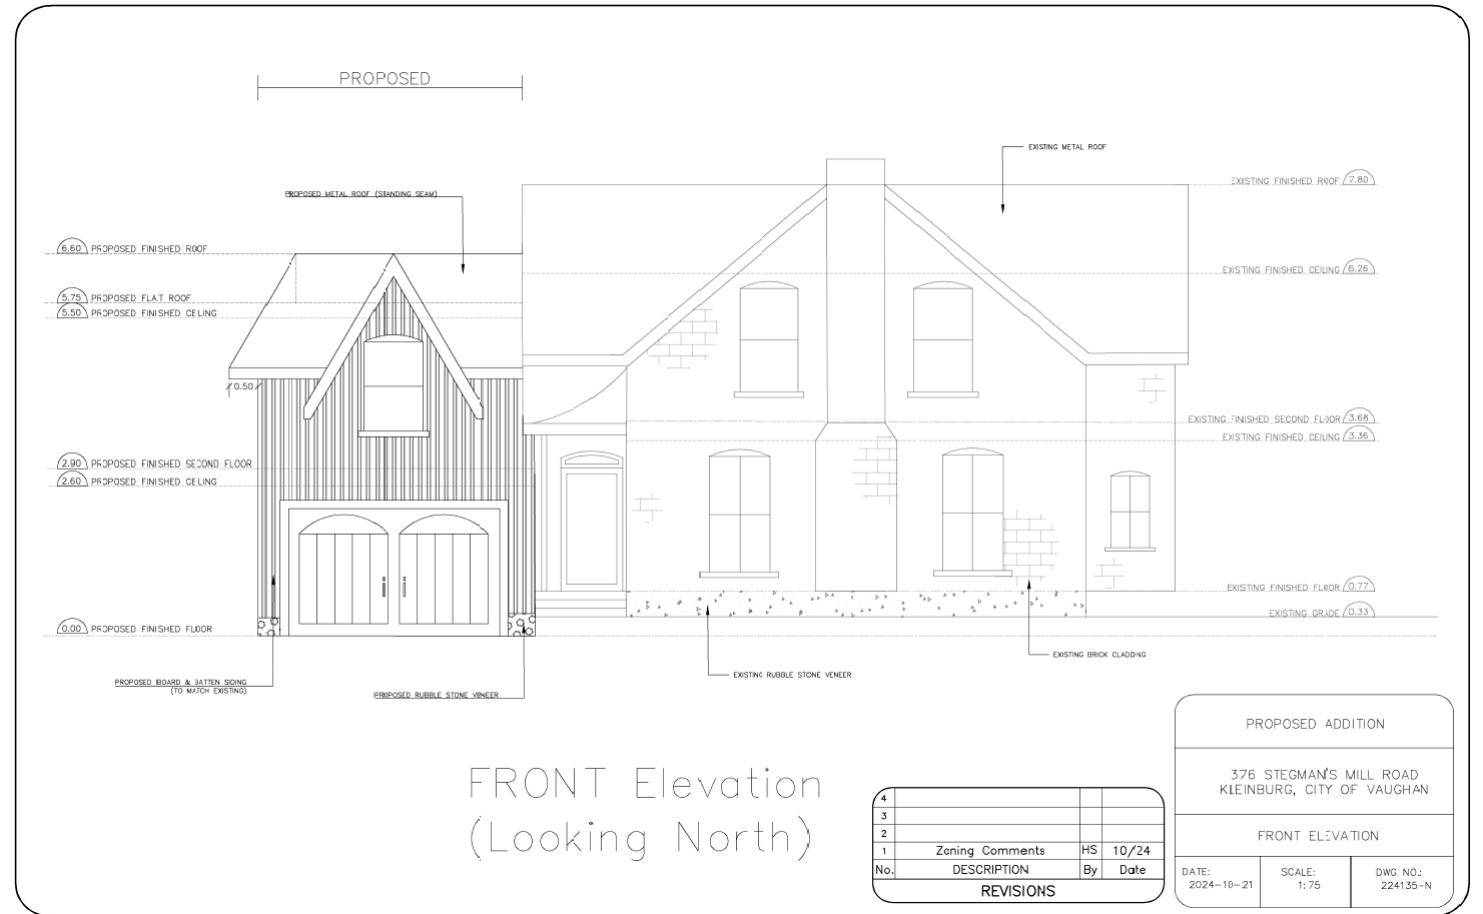 PROPOSED
EXISTING METAL ROOF
EXISTING FINISHED ROOF 7.80
PROPOSED METAL ROOF (STANDING SEAM)
6.60 PROPOSED FINISHED ROOF
EXISTING FINISHED CEILING 6.26
5.75 PROPOSED FLAT ROOF
5.50 PROPOSED FINISHED CEILING
0.50
EXISTING FINISHED SECOND FLOOR 3.68
EXISTING FINISHED CEILING 3.36
2.90 PROPOSED FINISHED SECOND FLOOR
2.60 PROPOSED FINISHED CEILING
EXISTING FINISHED FLOOR 0.77
EXISTING GRADE 0.33
0.00 PROPOSED FINISHED FLOOR
EXISTING BRICK CLADDING
EXISTING RUBBLE STONE VENEER
PROPOSED BOARD & BATTEN SIDING
(TO MATCH EXISTING)
PROPOSED RUBBLE STONE VENEER
FRONT Elevation
(Looking North)
4
3
2
1 Zoning Comments HS 10/24
No. DESCRIPTION By Date
REVISIONS
PROPOSED ADDITION
376 STEGMAN'S MILL ROAD
KLEINBURG, CITY OF VAUGHAN
FRONT ELEVATION
DATE:
2024-10-21
SCALE:
1:75
DWG NO.:
224135-N